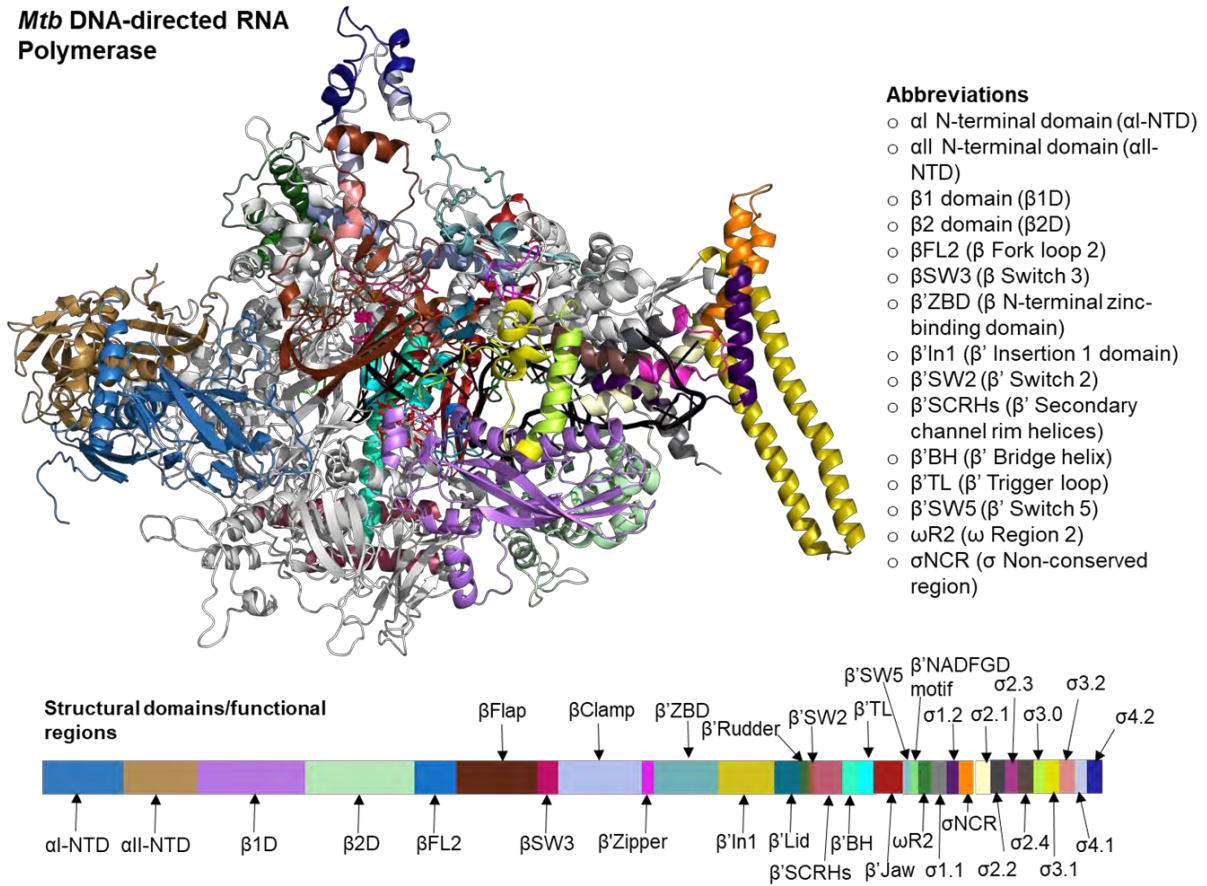 Mtb DNA-directed RNA
Polymerase
Abbreviations
○ αI N-terminal domain (αI-NTD)
○ αII N-terminal domain (αII-
NTD)
○ β1 domain (β1D)
○ β2 domain (β2D)
○ βFL2 (β Fork loop 2)
○ βSW3 (β Switch 3)
○ β’ZBD (β N-terminal zinc-
binding domain)
○ β’In1 (β’ Insertion 1 domain)
○ β’SW2 (β’ Switch 2)
○ β’SCRHs (β’ Secondary
channel rim helices)
○ β’BH (β’ Bridge helix)
○ β’TL (β’ Trigger loop)
○ β’SW5 (β’ Switch 5)
○ ωR2 (ω Region 2)
○ σNCR (σ Non-conserved
region)
Structural domains/functional
regions
βFlap
βClamp
β’ZBD
β’Rudder
β’SW2
β’TL
β’SW5
β’NADFGD
motif
σ1.2
σ2.1
σ2.3
σ3.0
σ3.2
σ4.2
αI-NTD
αII-NTD
β1D
β2D
βFL2
βSW3
β’Zipper
β’In1
β’Lid
β’SCRHs
β’BH
β’Jaw
ωR2
σ1.1
σNCR
σ2.2
σ2.4
σ3.1
σ4.1